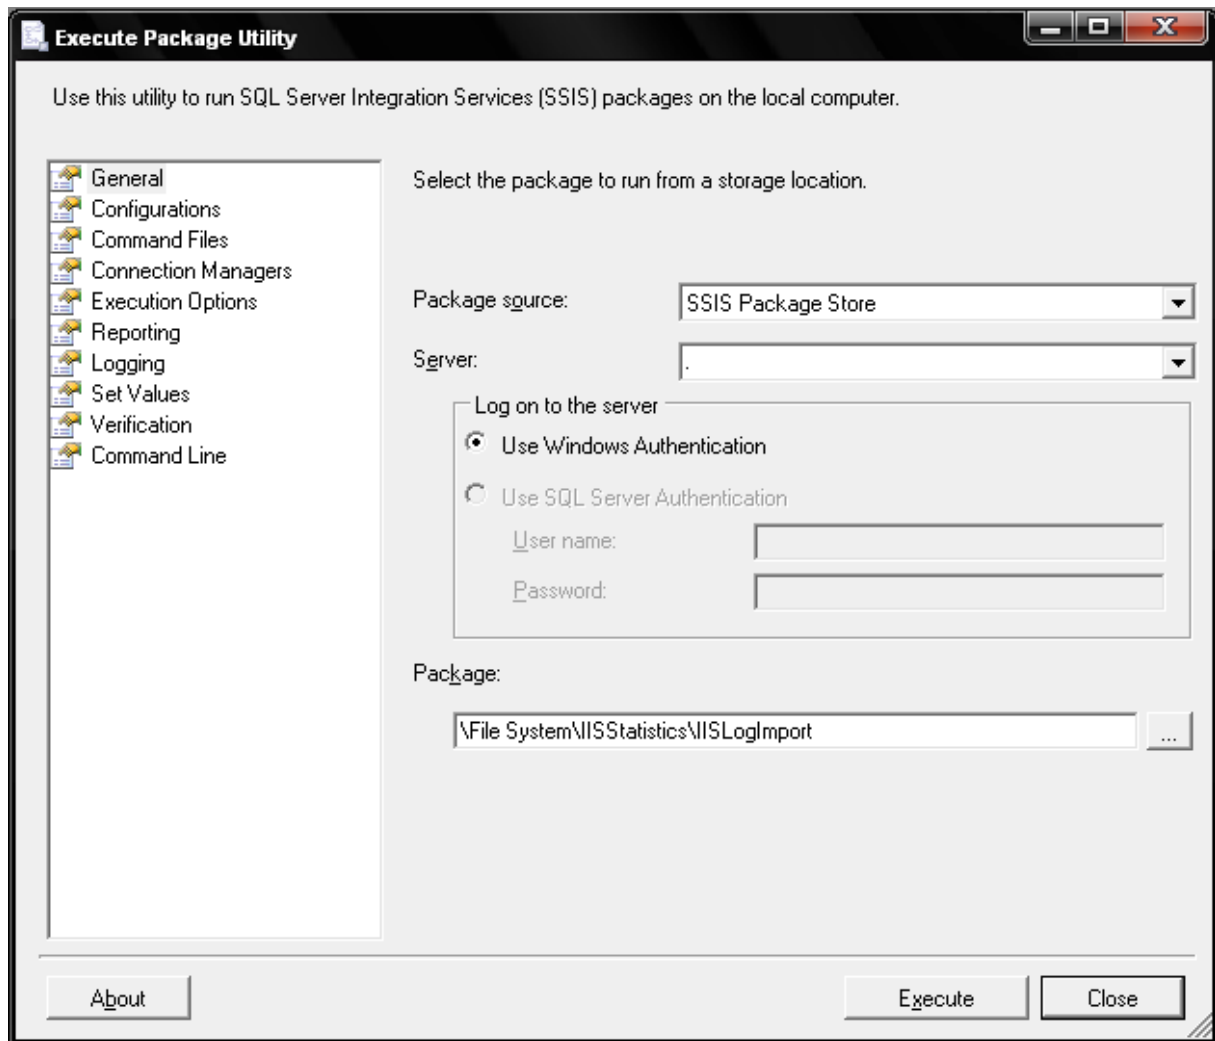 Execute Package Utility
Use this utility to run SQL Server Integration Services (SSIS) packages on the local computer.
General
Configurations
Command Files
Connection Managers
Execution Options
Reporting
Logging
Set Values
Verification
Command Line
Select the package to run from a storage location.
Package source: SSIS Package Store
Server: .
Log on to the server
Use Windows Authentication
Use SQL Server Authentication
User name:
Password:
Package:
\File System\IISStatistics\IISLogImport ...
About Execute Close